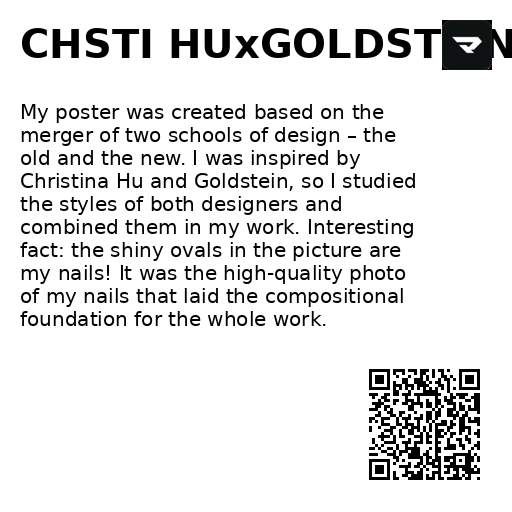 CHSTI HUxGOLDST N
My poster was created based on the
merger of two schools of design – the
old and the new. I was inspired by
Christina Hu and Goldstein, so I studied
the styles of both designers and
combined them in my work. Interesting
fact: the shiny ovals in the picture are
my nails! It was the high-quality photo
of my nails that laid the compositional
foundation for the whole work.